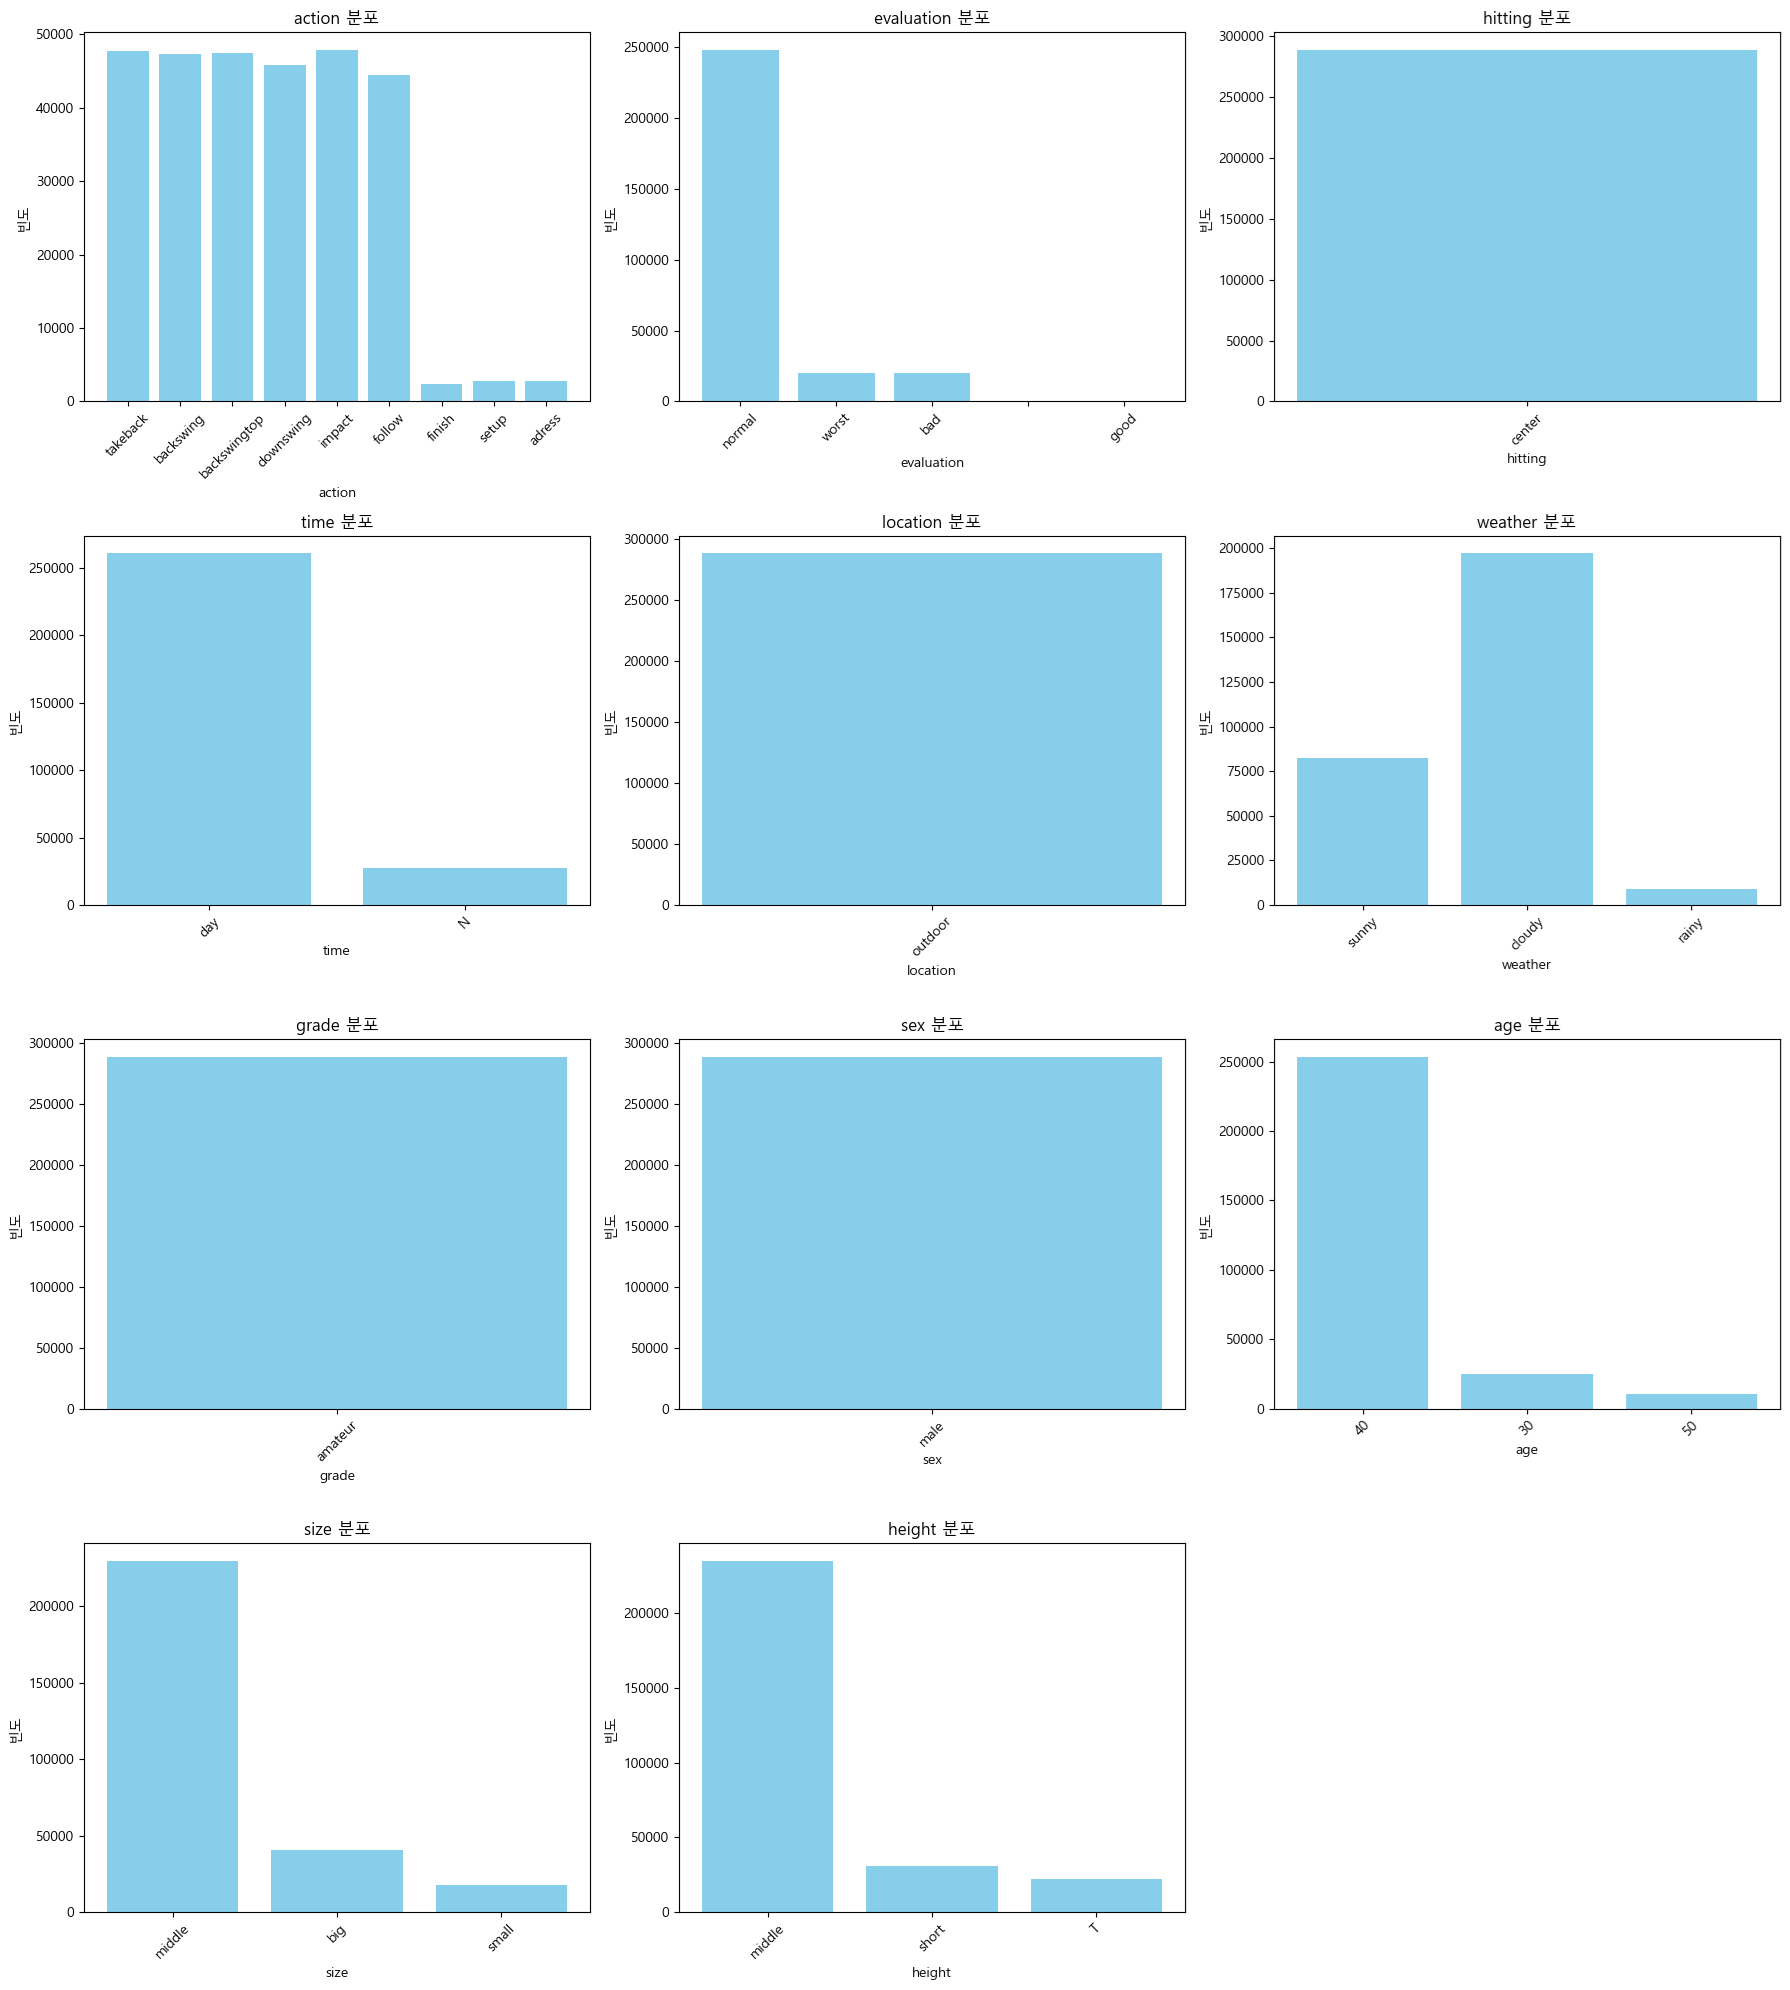 action 분포
50000
40000
30000
20000
10000
0
빈도
takeback
backswing
backswingtop
downswing
impact
follow
finish
setup
adress
action
evaluation 분포
250000
200000
150000
100000
50000
0
빈도
normal
worst
bad
good
evaluation
hitting 분포
300000
250000
200000
150000
100000
50000
0
빈도
center
hitting
time 분포
250000
200000
150000
100000
50000
0
빈도
day
N
time
location 분포
300000
250000
200000
150000
100000
50000
0
빈도
outdoor
location
weather 분포
200000
175000
150000
125000
100000
75000
50000
25000
0
빈도
sunny
cloudy
rainy
weather
grade 분포
300000
250000
200000
150000
100000
50000
0
빈도
amateur
grade
sex 분포
300000
250000
200000
150000
100000
50000
0
빈도
male
sex
age 분포
250000
200000
150000
100000
50000
0
빈도
40
30
50
age
size 분포
200000
150000
100000
50000
0
빈도
middle
big
small
size
height 분포
200000
150000
100000
50000
0
빈도
middle
short
T
height